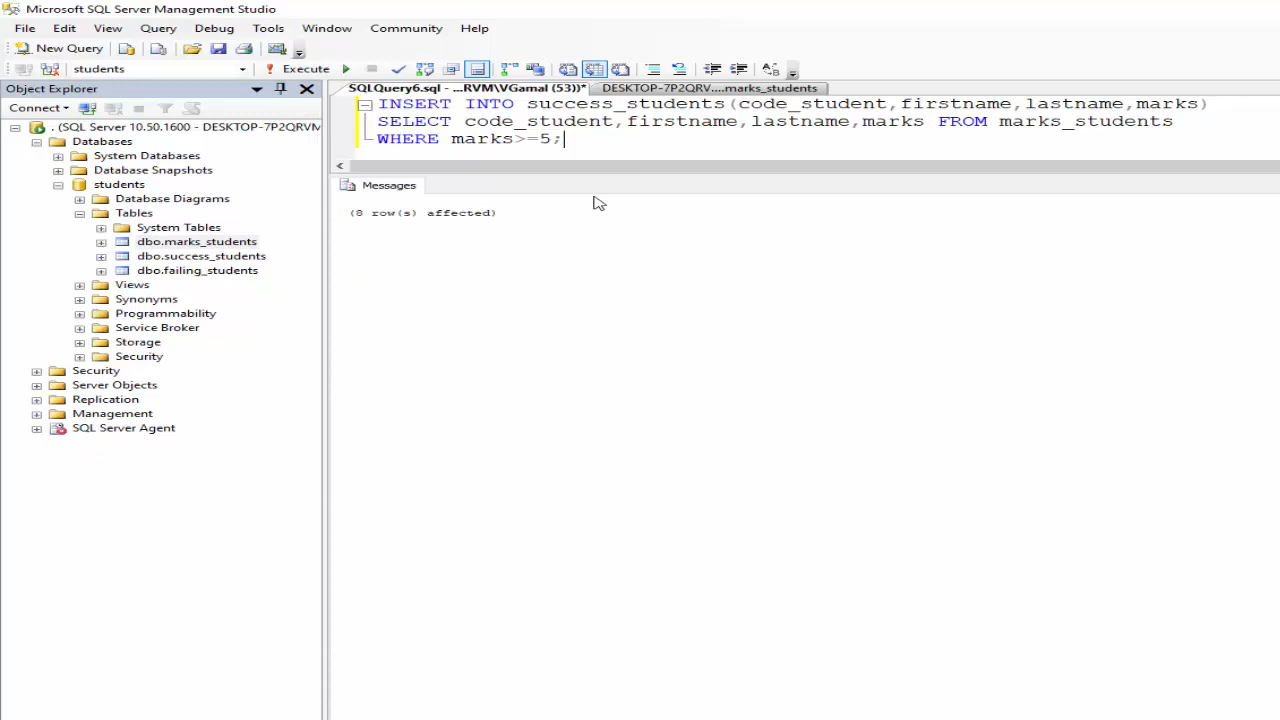 Microsoft SQL Server Management Studio
File Edit View Query Debug Tools Window Community Help
New Query
students Execute
Object Explorer
Connect
. (SQL Server 10.50.1600 - DESKTOP-7P2QRVM
Databases
System Databases
Database Snapshots
students
Database Diagrams
Tables
System Tables
dbo.marks_students
dbo.success_students
dbo.failing_students
Views
Synonyms
Programmability
Service Broker
Storage
Security
Security
Server Objects
Replication
Management
SQL Server Agent
SQLQuery6.sql - ...RVM\VGamal (53))* DESKTOP-7P2QRV....marks_students
INSERT INTO success_students(code_student,firstname,lastname,marks)
SELECT code_student,firstname,lastname,marks FROM marks_students
WHERE marks>=5;
Messages
(8 row(s) affected)